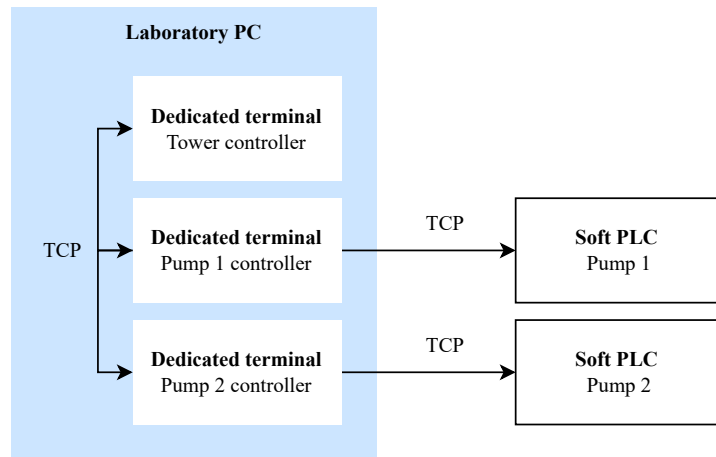 Laboratory PC
Dedicated terminal
Tower controller
TCP
Dedicated terminal
Pump 1 controller
TCP
Soft PLC
Pump 1
Dedicated terminal
Pump 2 controller
TCP
Soft PLC
Pump 2